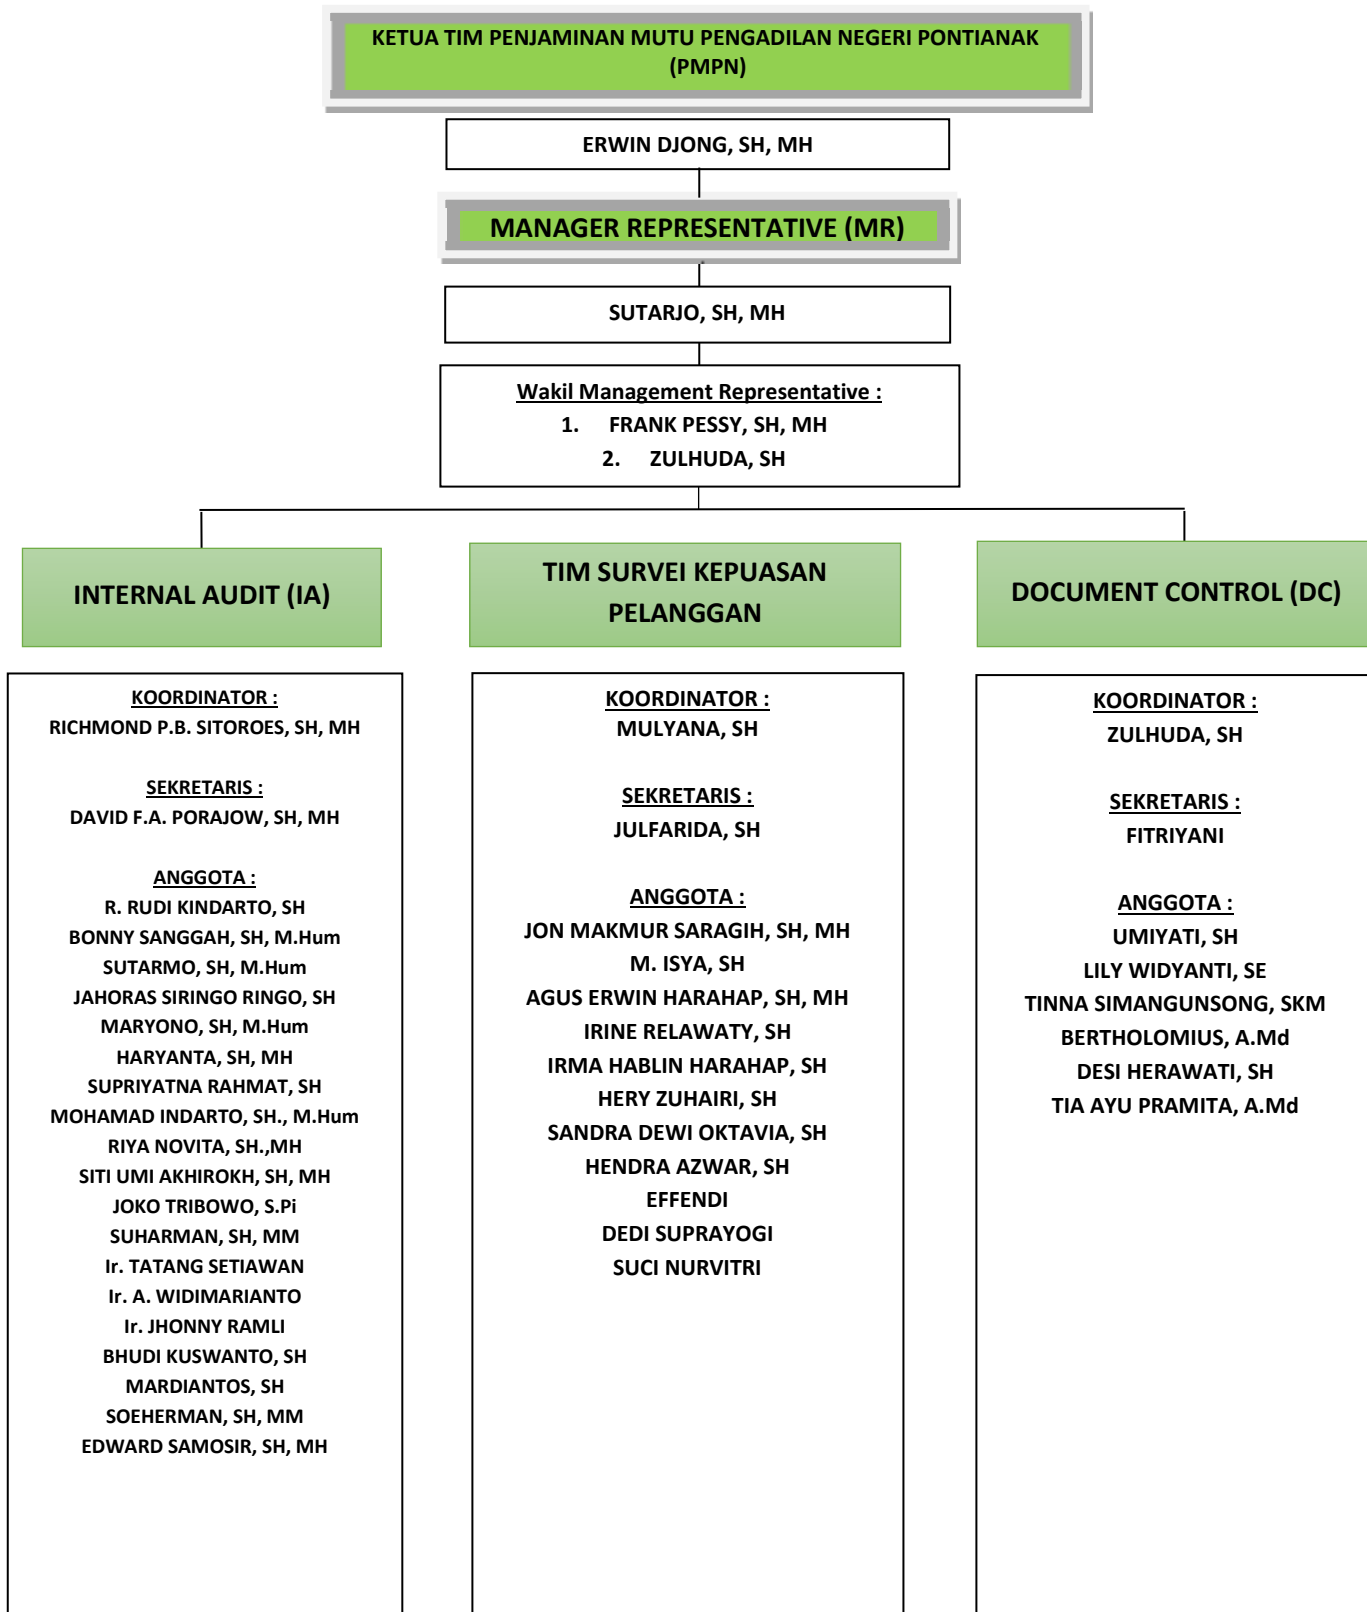 KETUA TIM PENJAMINAN MUTU PENGADILAN NEGERI PONTIANAK
(PMPN)
ERWIN DJONG, SH, MH
MANAGER REPRESENTATIVE (MR)
SUTARJO, SH, MH
Wakil Management Representative :
1. FRANK PESSY, SH, MH
2. ZULHUDA, SH
INTERNAL AUDIT (IA)
KOORDINATOR :
RICHMOND P.B. SITOROES, SH, MH
SEKRETARIS :
DAVID F.A. PORAJOW, SH, MH
ANGGOTA :
R. RUDI KINDARTO, SH
BONNY SANGGAH, SH, M.Hum
SUTARMO, SH, M.Hum
JAHORAS SIRINGO RINGO, SH
MARYONO, SH, M.Hum
HARYANTA, SH, MH
SUPRIYATNA RAHMAT, SH
MOHAMAD INDARTO, SH., M.Hum
RIYA NOVITA, SH.,MH
SITI UMI AKHIROKH, SH, MH
JOKO TRIBOWO, S.Pi
SUHARMAN, SH, MM
Ir. TATANG SETIAWAN
Ir. A. WIDIMARIANTO
Ir. JHONNY RAMLI
BHUDI KUSWANTO, SH
MARDIANTOS, SH
SOEHERMAN, SH, MM
EDWARD SAMOSIR, SH, MH
TIM SURVEI KEPUASAN
PELANGGAN
KOORDINATOR :
MULYANA, SH
SEKRETARIS :
JULFARIDA, SH
ANGGOTA :
JON MAKMUR SARAGIH, SH, MH
M. ISYA, SH
AGUS ERWIN HARAHAP, SH, MH
IRINE RELAWATY, SH
IRMA HABLIN HARAHAP, SH
HERY ZUHAIRI, SH
SANDRA DEWI OKTAVIA, SH
HENDRA AZWAR, SH
EFFENDI
DEDI SUPRAYOGI
SUCI NURVITRI
DOCUMENT CONTROL (DC)
KOORDINATOR :
ZULHUDA, SH
SEKRETARIS :
FITRIYANI
ANGGOTA :
UMIYATI, SH
LILY WIDYANTI, SE
TINNA SIMANGUNSONG, SKM
BERTHOLOMIUS, A.Md
DESI HERAWATI, SH
TIA AYU PRAMITA, A.Md